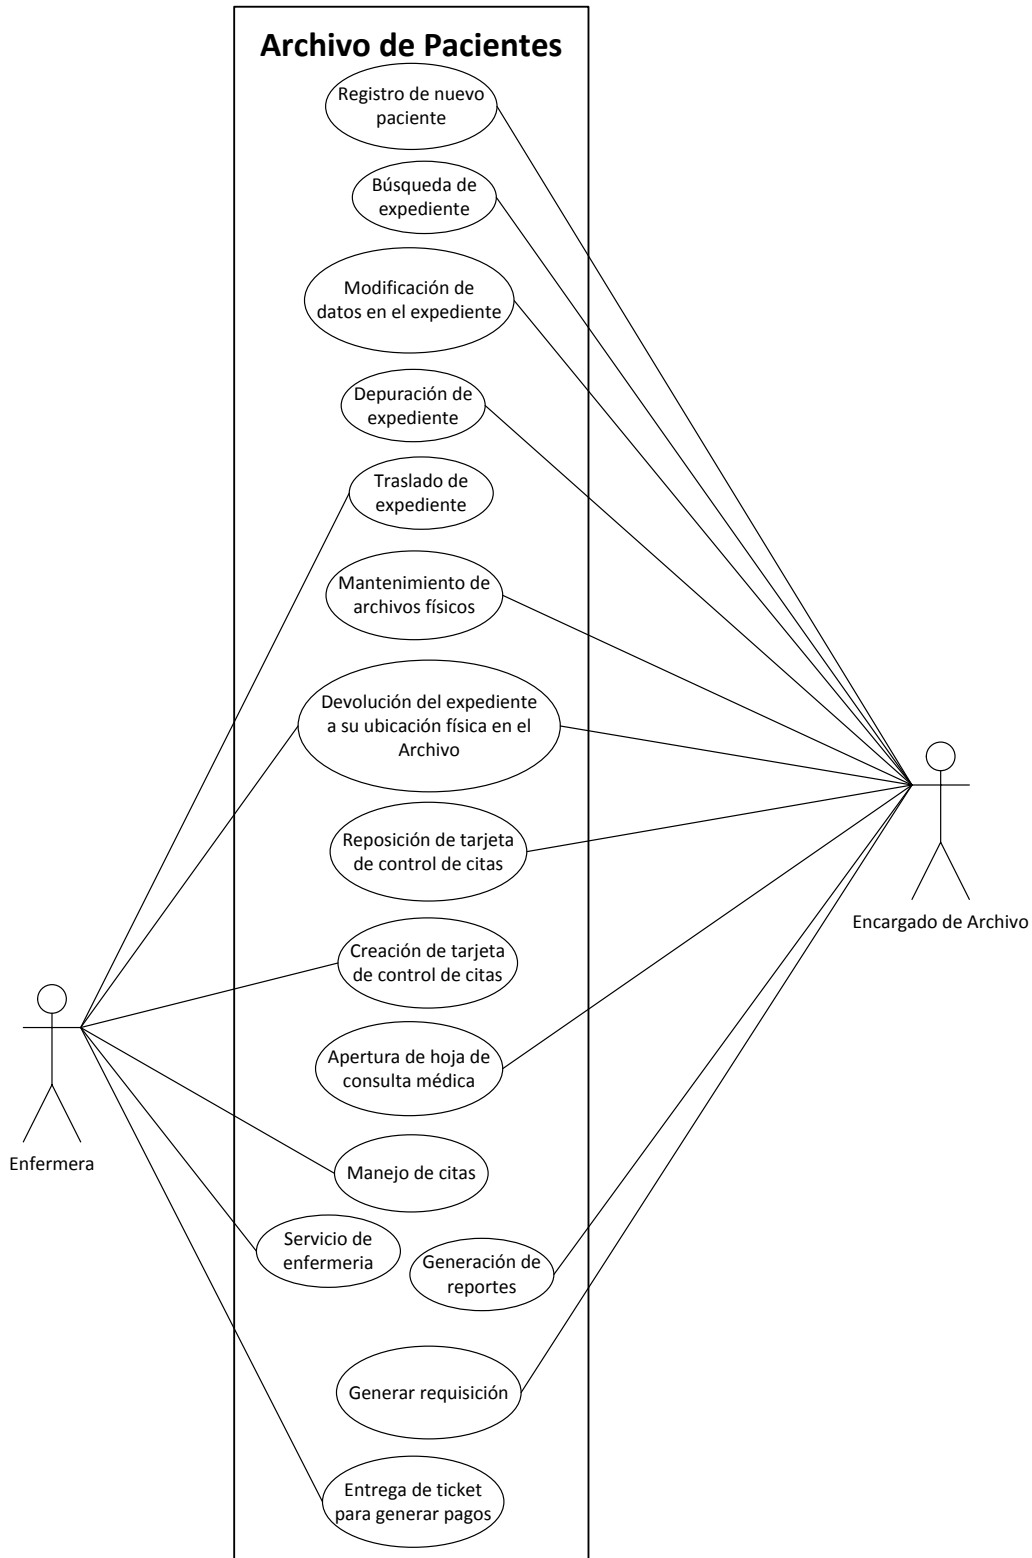 Archivo de Pacientes
Registro de nuevo
paciente
Búsqueda de
expediente
Modificación de
datos en el expediente
Depuración de
expediente
Traslado de
expediente
Mantenimiento de
archivos físicos
Devolución del expediente
a su ubicación física en el
Archivo
Reposición de tarjeta
de control de citas
Encargado de Archivo
Creación de tarjeta
de control de citas
Apertura de hoja de
consulta médica
Enfermera
Manejo de citas
Servicio de
enfermeria
Generación de
reportes
Generar requisición
Entrega de ticket
para generar pagos